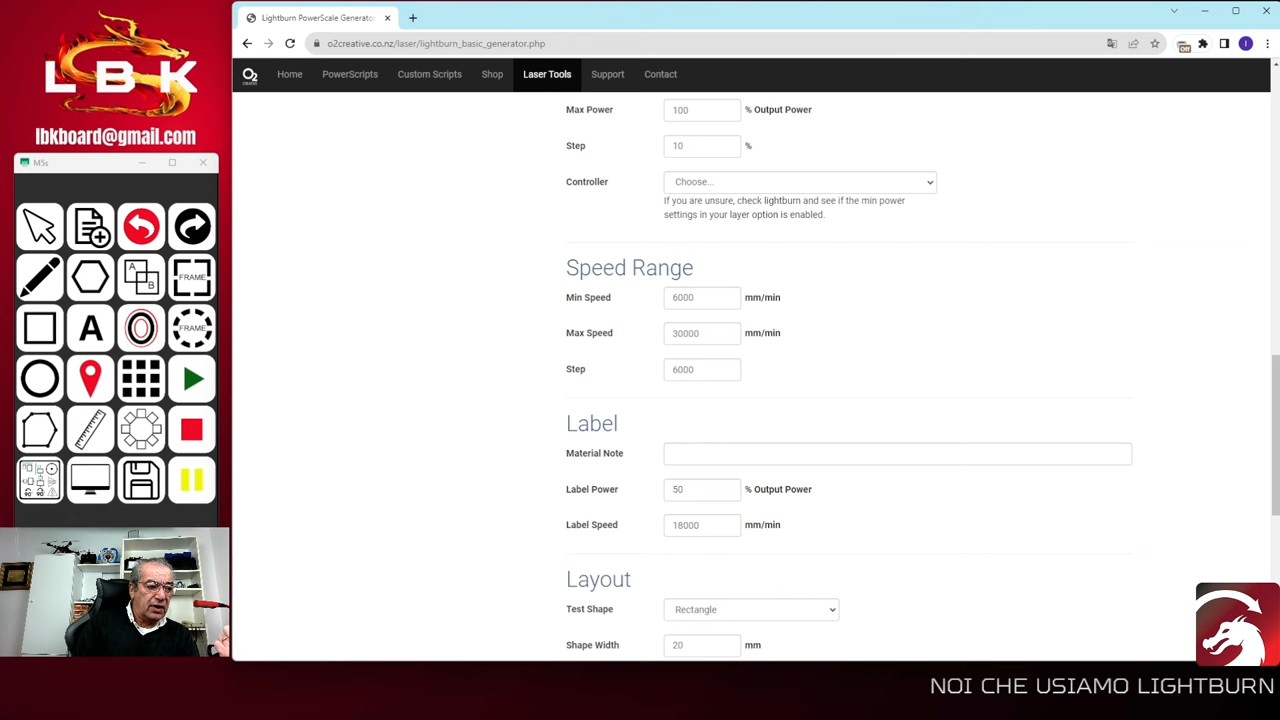 Lightburn PowerScale Generator
o2creative.co.nz/laser/lightburn_basic_generator.php
O2
CREATIVE
Home
PowerScripts
Custom Scripts
Shop
Laser Tools
Support
Contact
LBK
lbkboard@gmail.com
M5s
A
B
FRAME
A
FRAME
Max Power
100
% Output Power
Step
10
%
Controller
Choose...
If you are unsure, check lightburn and see if the min power
settings in your layer option is enabled.
Speed Range
Min Speed
6000
mm/min
Max Speed
30000
mm/min
Step
6000
Label
Material Note
Label Power
50
% Output Power
Label Speed
18000
mm/min
Layout
Test Shape
Rectangle
Shape Width
20
mm
NOI CHE USIAMO LIGHTBURN